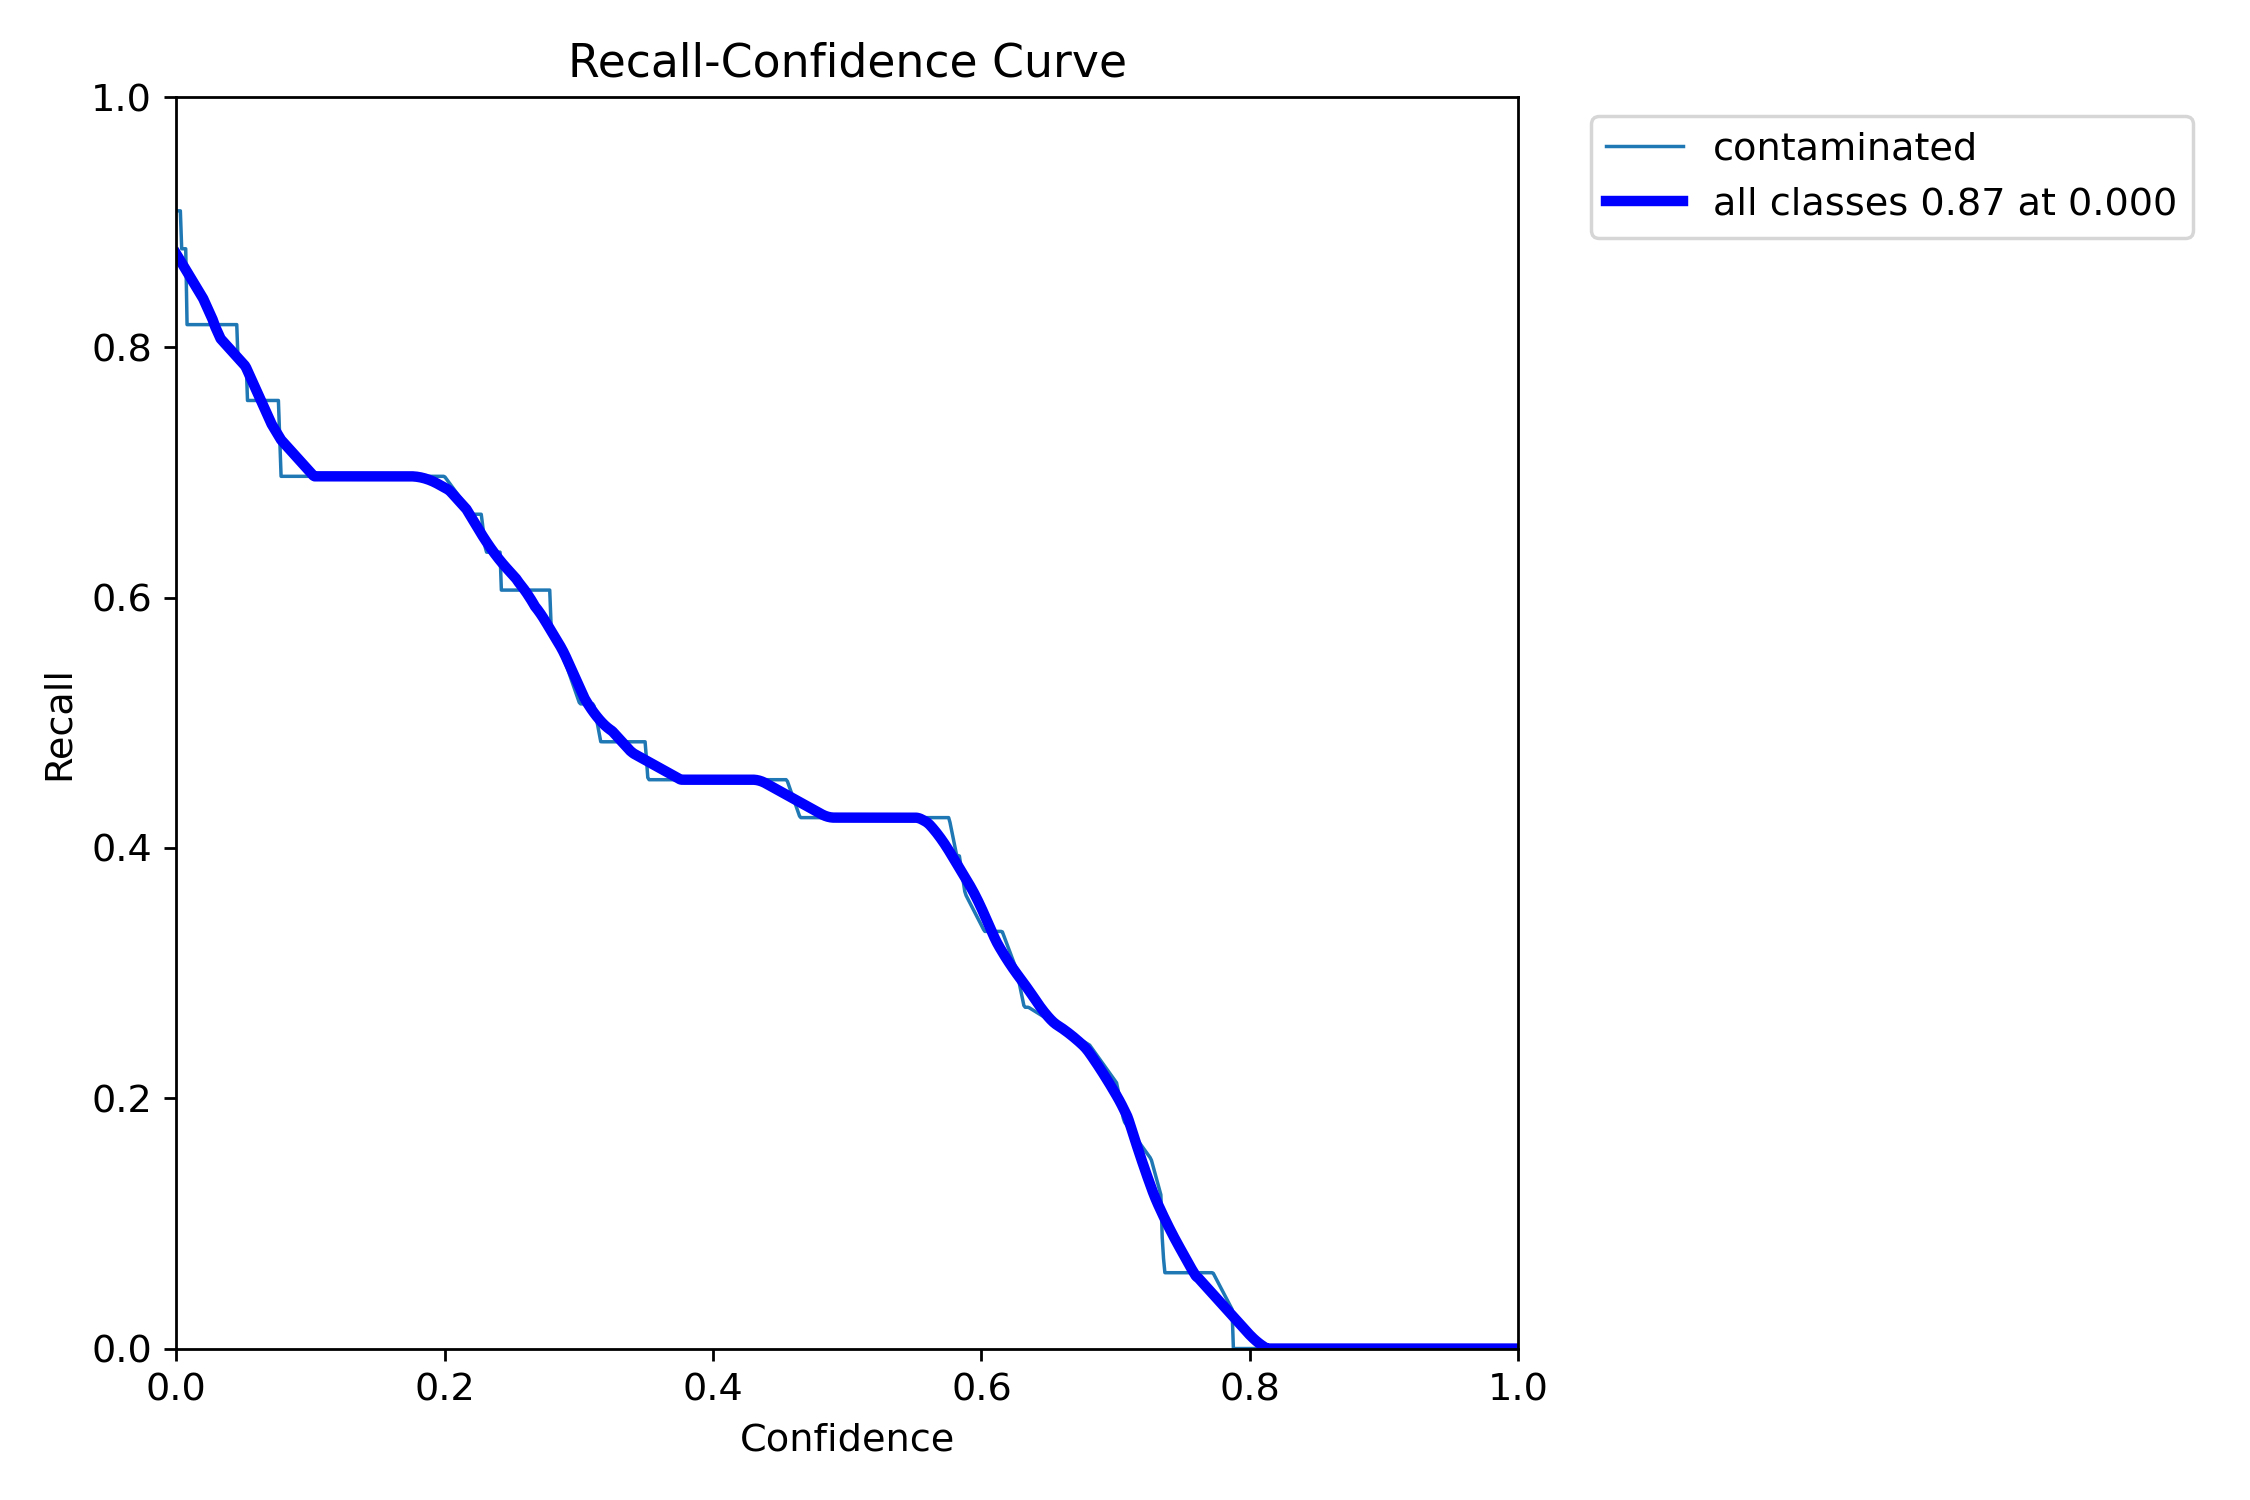 Recall-Confidence Curve
contaminated
all classes 0.87 at 0.000
Recall
1.0
0.8
0.6
0.4
0.2
0.0
0.0 0.2 0.4 0.6 0.8 1.0
Confidence